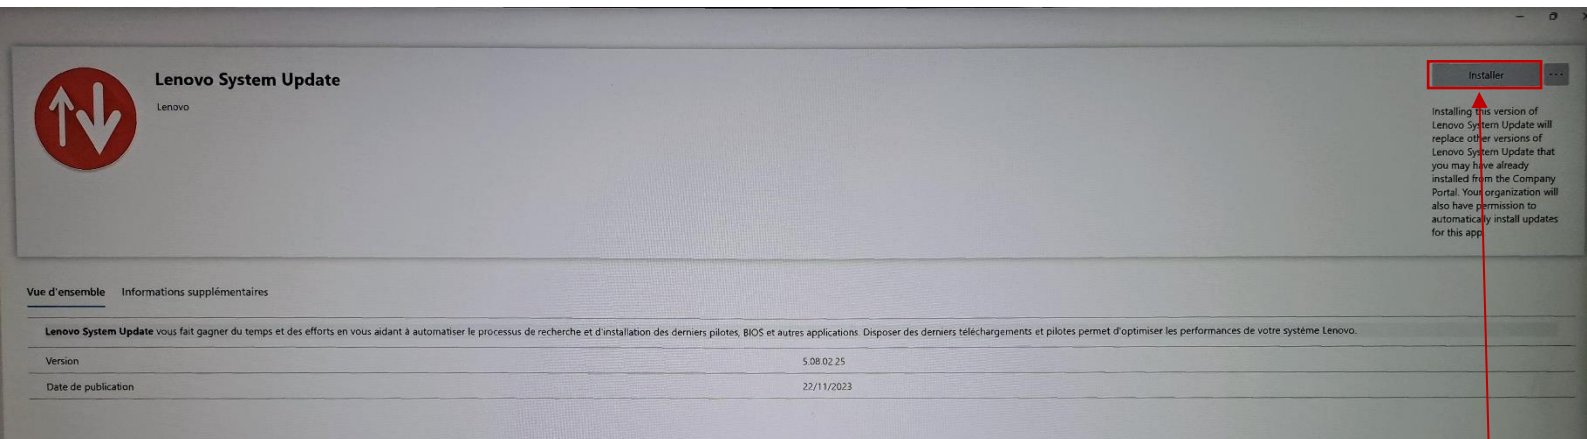 Lenovo System Update
Lenovo
Installer
Installing this version of
Lenovo System Update will
replace other versions of
Lenovo System Update that
you may have already
installed from the Company
Portal. Your organization will
also have permission to
automatically install updates
for this app
Vue d'ensemble Informations supplémentaires
Lenovo System Update vous fait gagner du temps et des efforts en vous aidant à automatiser le processus de recherche et d'installation des derniers pilotes, BIOS et autres applications. Disposer des derniers téléchargements et pilotes permet d'optimiser les performances de votre système Lenovo.
Version 5.08.02.25
Date de publication 22/11/2023